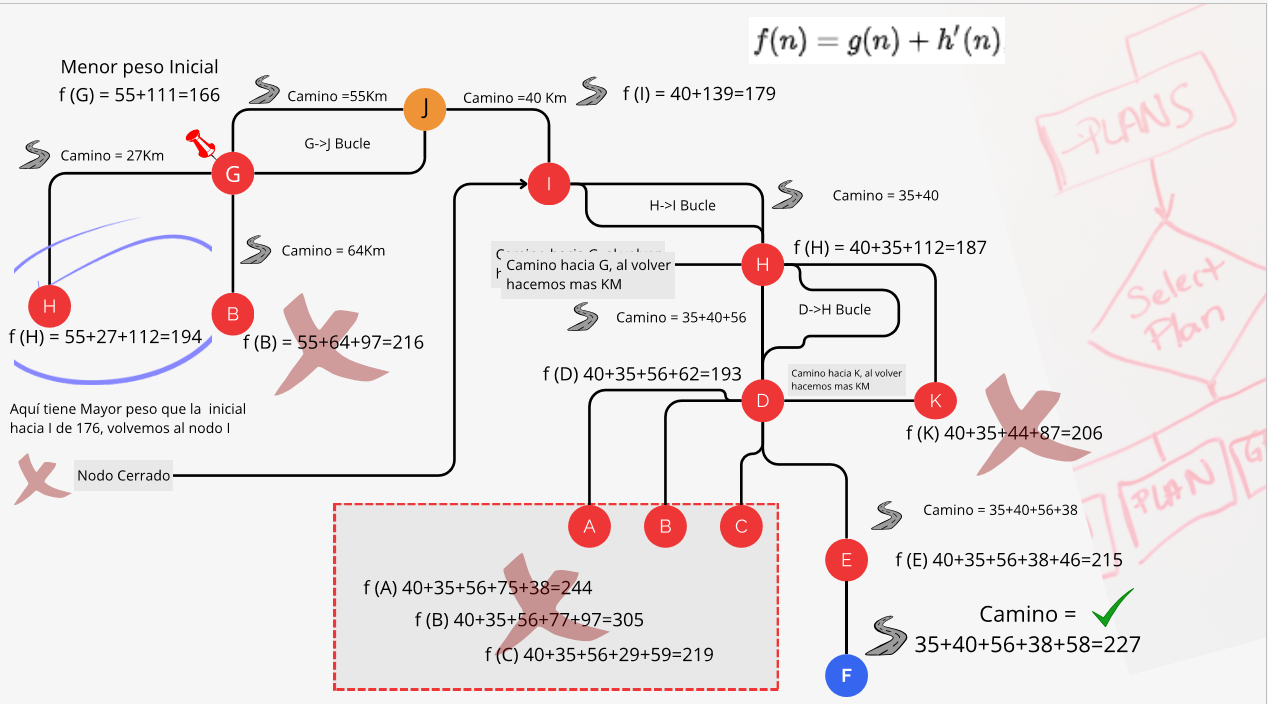 f(n) = g(n) + h′(n)
Menor peso Inicial
f (G) = 55+111=166
Camino =55Km
J
Camino =40 Km
f (I) = 40+139=179
G->J Bucle
Camino = 27Km
G
I
Camino = 35+40
H->I Bucle
Camino = 64Km
Camino hacia G, al volver
hacemos mas KM
H
f (H) = 40+35+112=187
H
B
D->H Bucle
Camino = 35+40+56
f (H) = 55+27+112=194
f (B) = 55+64+97=216
f (D) 40+35+56+62=193
Camino hacia K, al volver
hacemos mas KM
D
K
Aquí tiene Mayor peso que la inicial
hacia I de 176, volvemos al nodo I
f (K) 40+35+44+87=206
Nodo Cerrado
A
B
C
Camino = 35+40+56+38
E
f (E) 40+35+56+38+46=215
f (A) 40+35+56+75+38=244
f (B) 40+35+56+77+97=305
f (C) 40+35+56+29+59=219
Camino =
35+40+56+38+58=227
F
PLANS
Select
Plan
PLAN